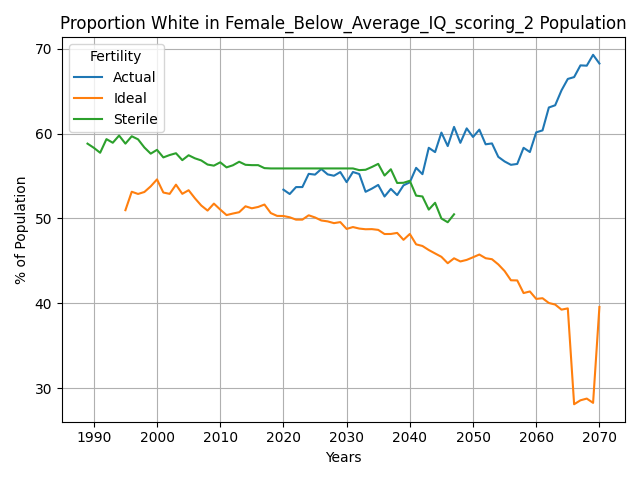 Proportion White in Female_Below_Average_IQ_scoring_2 Population
Fertility
Actual
Ideal
Sterile
% of Population
70
60
50
40
30
1990 2000 2010 2020 2030 2040 2050 2060 2070
Years